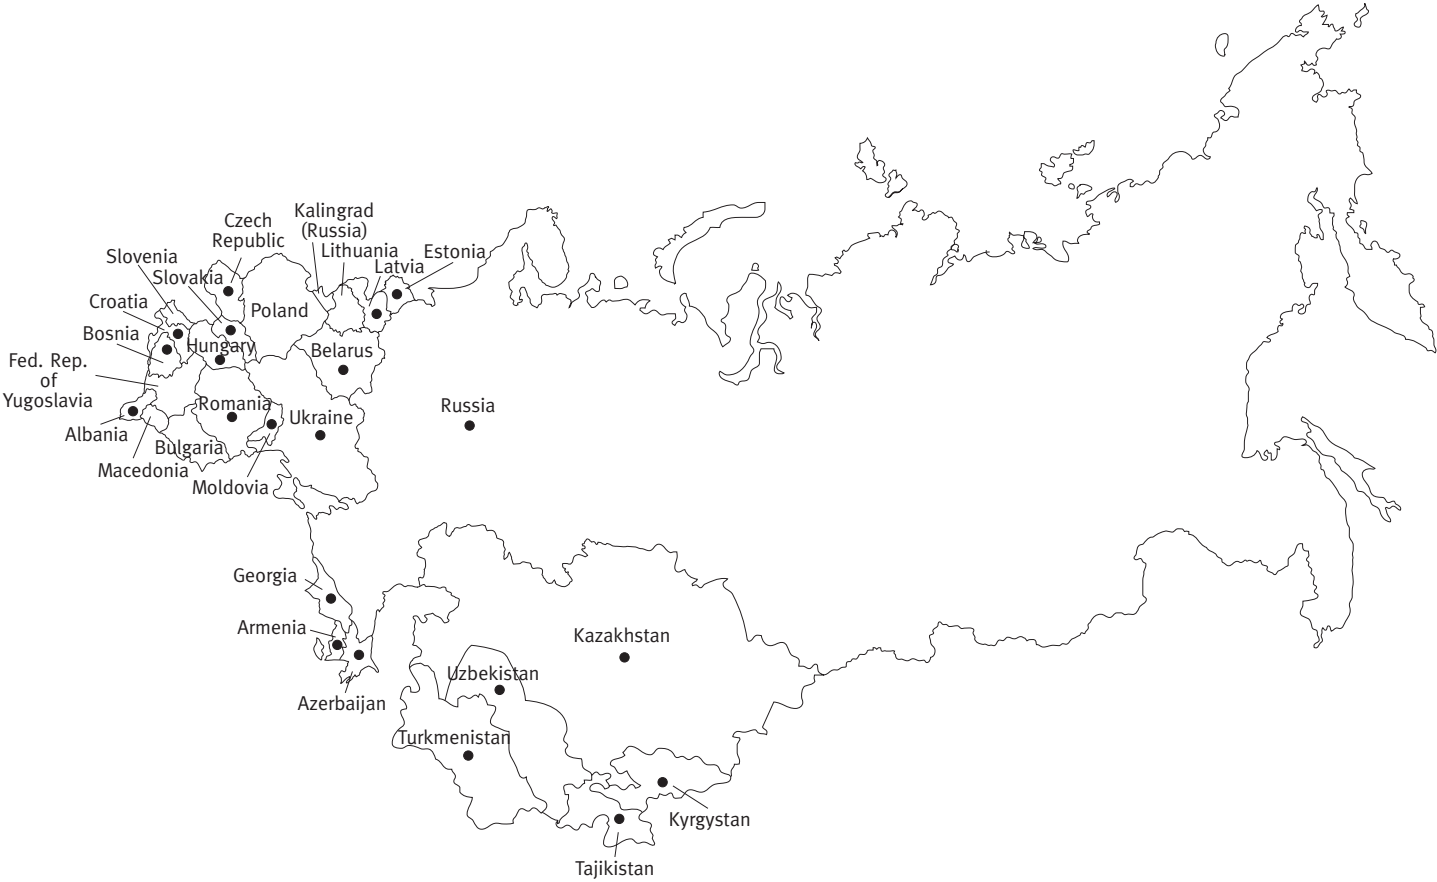 Kalingrad
(Russia)
Czech
Republic
Lithuania
Estonia
Slovenia
Latvia
Slovakia
Croatia
Poland
Bosnia
Hungary
Belarus
Fed. Rep.
of
Yugoslavia
Romania
Russia
Ukraine
Albania
Bulgaria
Macedonia
Moldovia
Georgia
Armenia
Kazakhstan
Uzbekistan
Azerbaijan
Turkmenistan
Kyrgystan
Tajikistan